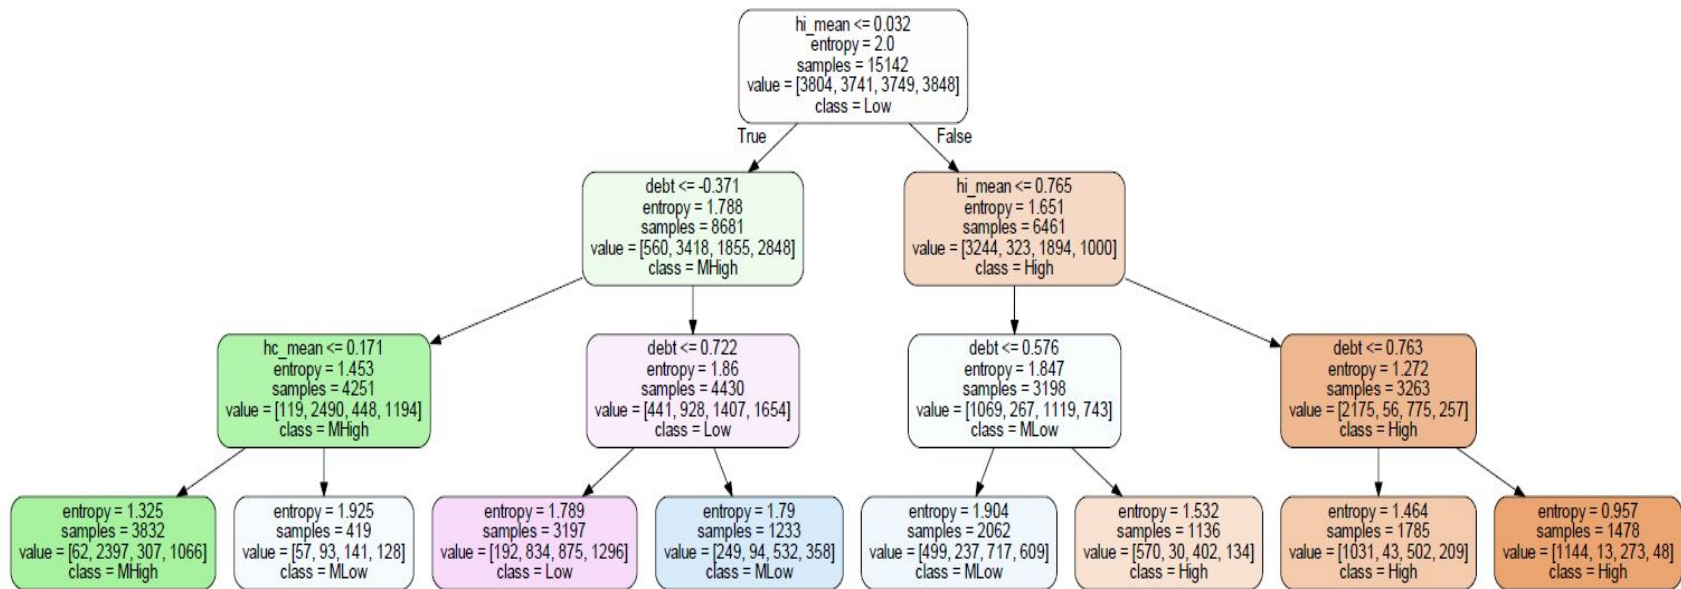 hi_mean <= 0.032
entropy = 2.0
samples = 15142
value = [3804, 3741, 3749, 3848]
class = Low
True
False
debt <= -0.371
entropy = 1.788
samples = 8681
value = [560, 3418, 1855, 2848]
class = MHigh
hi_mean <= 0.765
entropy = 1.651
samples = 6461
value = [3244, 323, 1894, 1000]
class = High
hc_mean <= 0.171
entropy = 1.453
samples = 4251
value = [119, 2490, 448, 1194]
class = MHigh
debt <= 0.722
entropy = 1.86
samples = 4430
value = [441, 928, 1407, 1654]
class = Low
debt <= 0.576
entropy = 1.847
samples = 3198
value = [1069, 267, 1119, 743]
class = MLow
debt <= 0.763
entropy = 1.272
samples = 3263
value = [2175, 56, 775, 257]
class = High
entropy = 1.325
samples = 3832
value = [62, 2397, 307, 1066]
class = MHigh
entropy = 1.925
samples = 419
value = [57, 93, 141, 128]
class = MLow
entropy = 1.789
samples = 3197
value = [192, 834, 875, 1296]
class = Low
entropy = 1.79
samples = 1233
value = [249, 94, 532, 358]
class = MLow
entropy = 1.904
samples = 2062
value = [499, 237, 717, 609]
class = MLow
entropy = 1.532
samples = 1136
value = [570, 30, 402, 134]
class = High
entropy = 1.464
samples = 1785
value = [1031, 43, 502, 209]
class = High
entropy = 0.957
samples = 1478
value = [1144, 13, 273, 48]
class = High